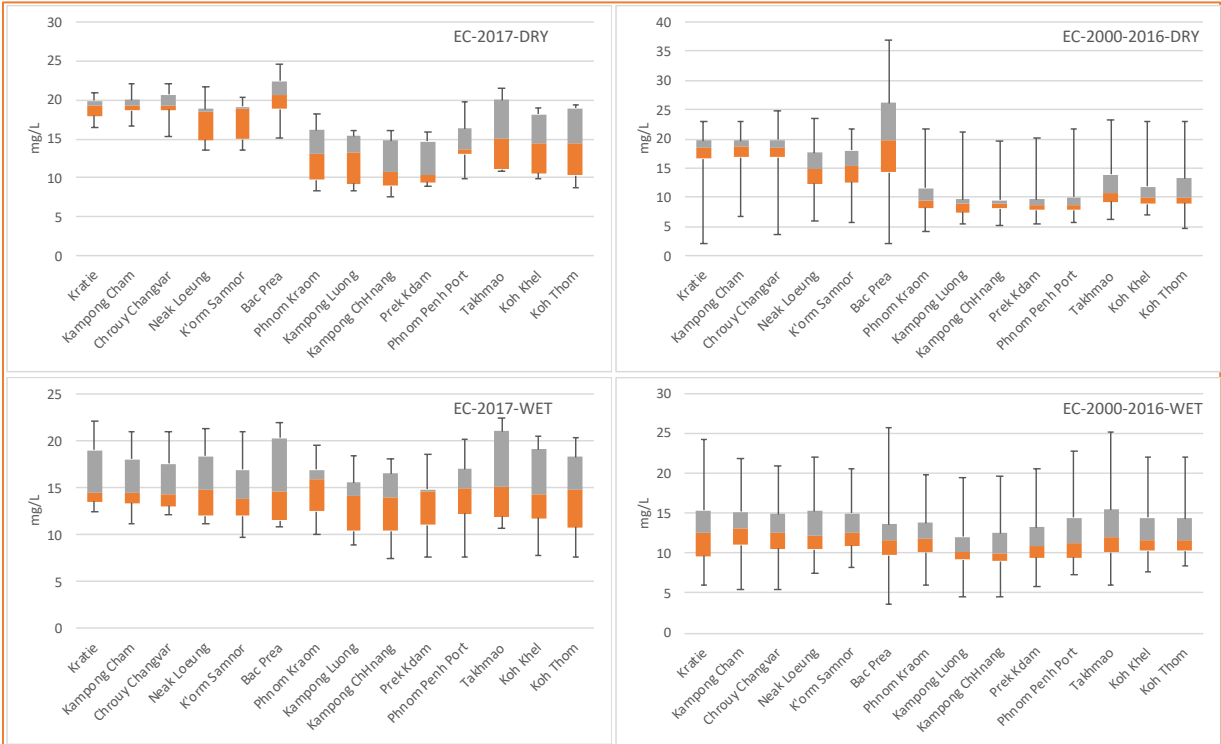 EC-2017-DRY
mg/L
30
25
20
15
10
5
0
Kratie
Kampong Cham
Chrouy Changvar
Neak Loeung
K'orm Samnor
Bac Prea
Phnom Kraom
Kampong Luong
Kampong ChHnang
Prek Kdam
Phnom Penh Port
Takhmao
Koh Khel
Koh Thom
EC-2000-2016-DRY
mg/L
40
35
30
25
20
15
10
5
0
Kratie
Kampong Cham
Chrouy Changvar
Neak Loeung
K'orm Samnor
Bac Prea
Phnom Kraom
Kampong Luong
Kampong ChHnang
Prek Kdam
Phnom Penh Port
Takhmao
Koh Khel
Koh Thom
EC-2017-WET
mg/L
25
20
15
10
5
0
Kratie
Kampong Cham
Chrouy Changvar
Neak Loeung
K'orm Samnor
Bac Prea
Phnom Kraom
Kampong Luong
Kampong ChHnang
Prek Kdam
Phnom Penh Port
Takhmao
Koh Khel
Koh Thom
EC-2000-2016-WET
mg/L
30
25
20
15
10
5
0
Kratie
Kampong Cham
Chrouy Changvar
Neak Loeung
K'orm Samnor
Bac Prea
Phnom Kraom
Kampong Luong
Kampong ChHnang
Prek Kdam
Phnom Penh Port
Takhmao
Koh Khel
Koh Thom